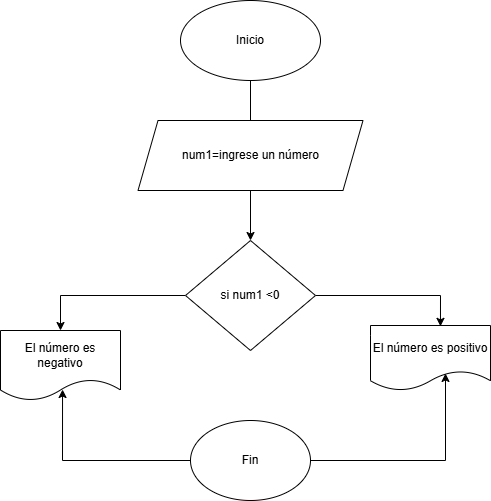 Inicio
num1=ingrese un número
si num1 <0
El número es
negativo
El número es positivo
Fin